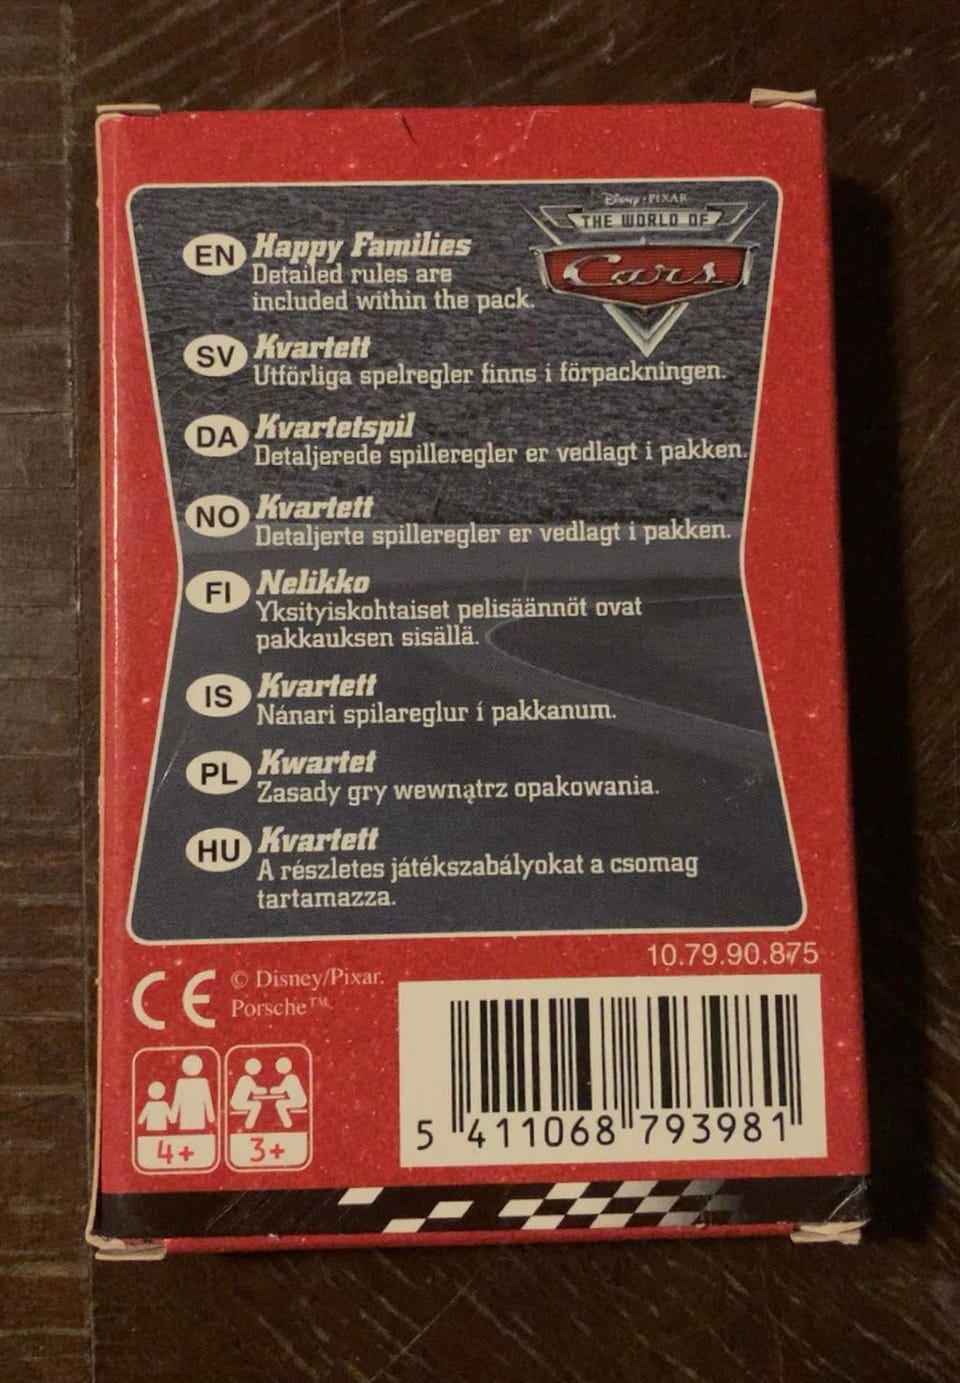 Disney · PIXAR
THE WORLD OF
Cars
EN Happy Families
Detailed rules are
included within the pack.
SV Kvartett
Utförliga spelregler finns i förpackningen.
DA Kvartetspil
Detaljerede spilleregler er vedlagt i pakken.
NO Kvartett
Detaljerte spilleregler er vedlagt i pakken.
FI Nelikko
Yksityiskohtaiset pelisäännöt ovat
pakkauksen sisällä.
IS Kvartett
Nánari spilareglur í pakkanum.
PL Kwartet
Zasady gry wewnątrz opakowania.
HU Kvartett
A részletes játékszabályokat a csomag
tartamazza.
10.79.90.875
CE © Disney/Pixar.
Porsche™
4+ 3+
5 411068 793981